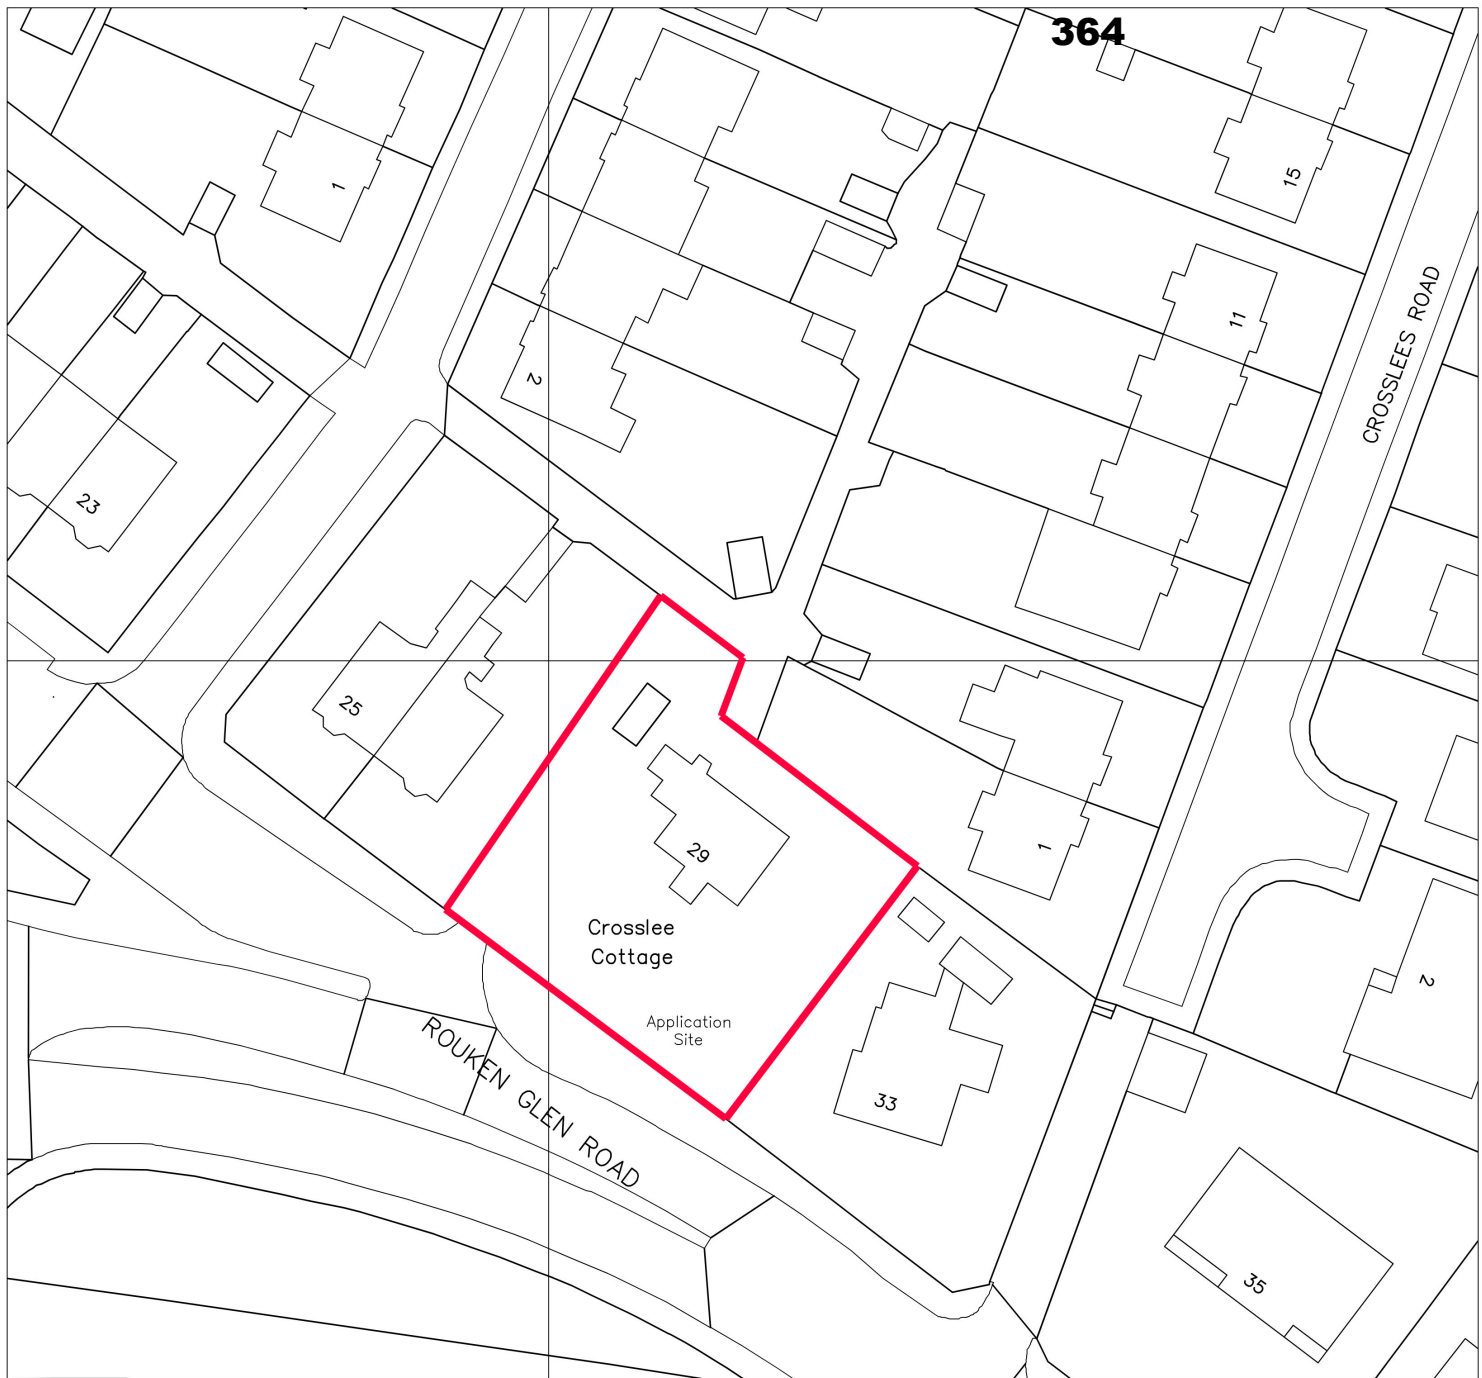 364
1
15
11
CROSSLEES ROAD
2
23
25
29
1
Crosslee
Cottage
2
Application
Site
ROUKEN GLEN ROAD
33
35